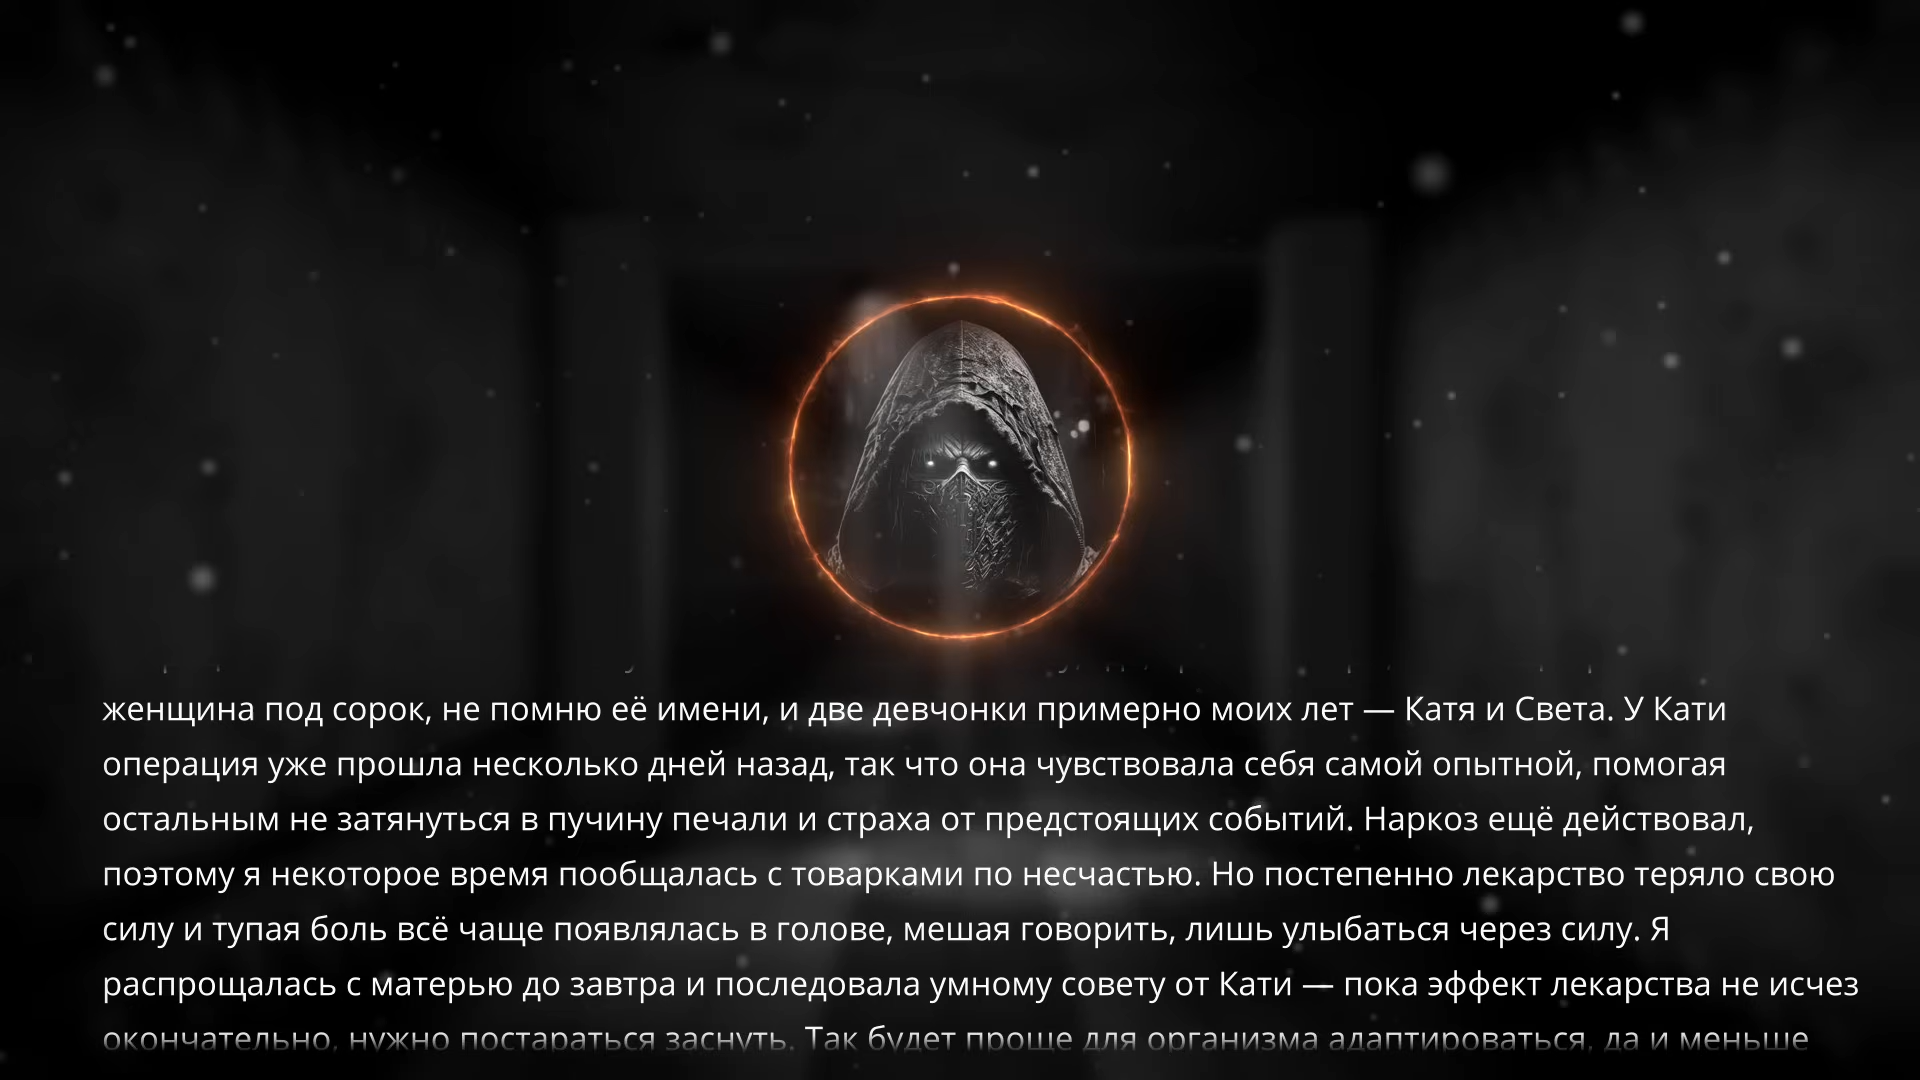 женщина под сорок, не помню её имени, и две девчонки примерно моих лет — Катя и Света. У Кати
операция уже прошла несколько дней назад, так что она чувствовала себя самой опытной, помогая
остальным не затянуться в пучину печали и страха от предстоящих событий. Наркоз ещё действовал,
поэтому я некоторое время пообщалась с товарками по несчастью. Но постепенно лекарство теряло свою
силу и тупая боль всё чаще появлялась в голове, мешая говорить, лишь улыбаться через силу. Я
распрощалась с матерью до завтра и последовала умному совету от Кати — пока эффект лекарства не исчез
окончательно, нужно постараться заснуть. Так будет проще для организма адаптироваться, да и меньше